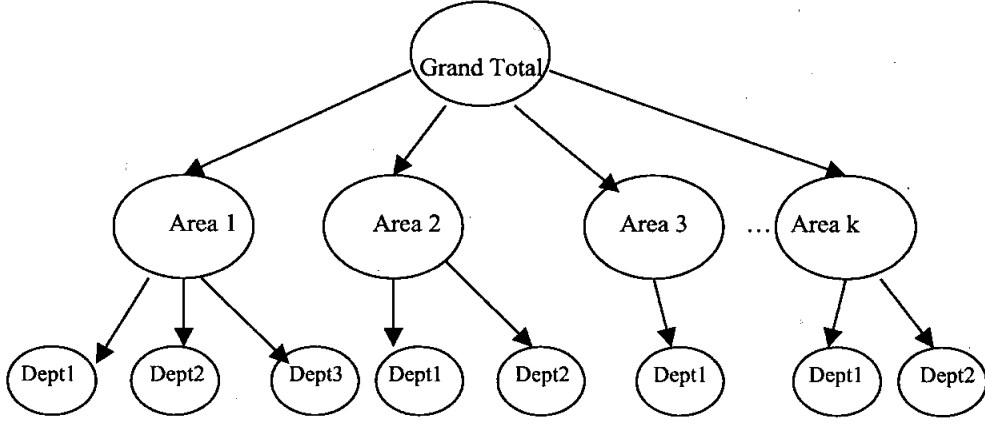 Grand Total
Area 1
Area 2
Area 3
... Area k
Dept1
Dept2
Dept3
Dept1
Dept2
Dept1
Dept1
Dept2